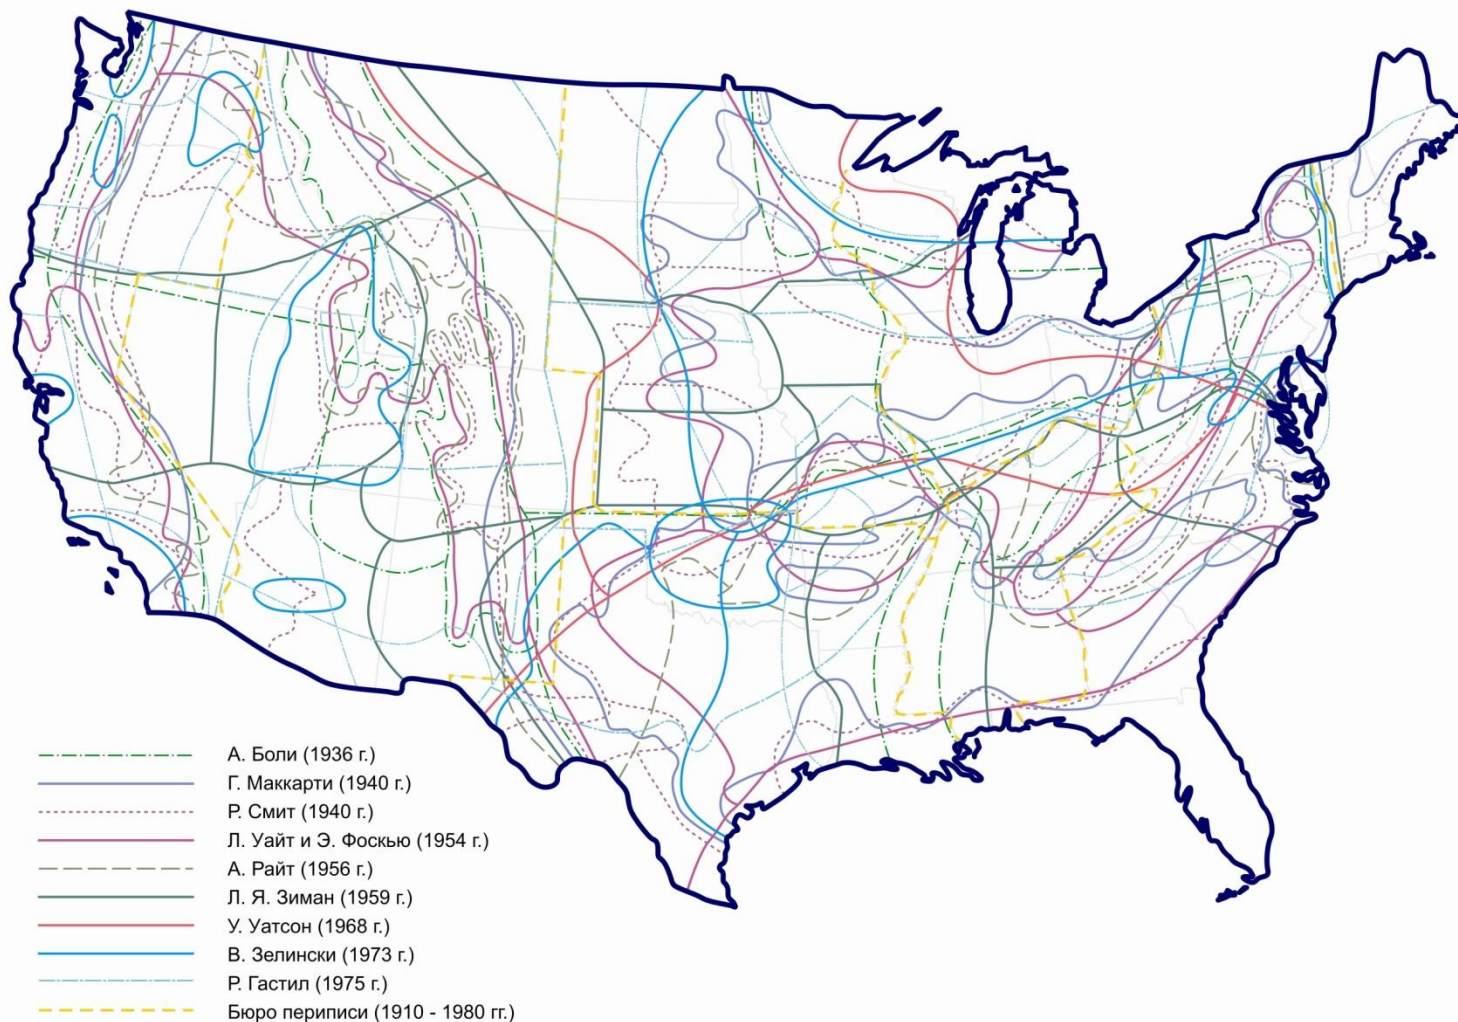 А. Боли (1936 г.)
Г. Маккарти (1940 г.)
Р. Смит (1940 г.)
Л. Уайт и Э. Фоскью (1954 г.)
А. Райт (1956 г.)
Л. Я. Зиман (1959 г.)
У. Уатсон (1968 г.)
В. Зелински (1973 г.)
Р. Гастил (1975 г.)
Бюро периписи (1910 - 1980 гг.)